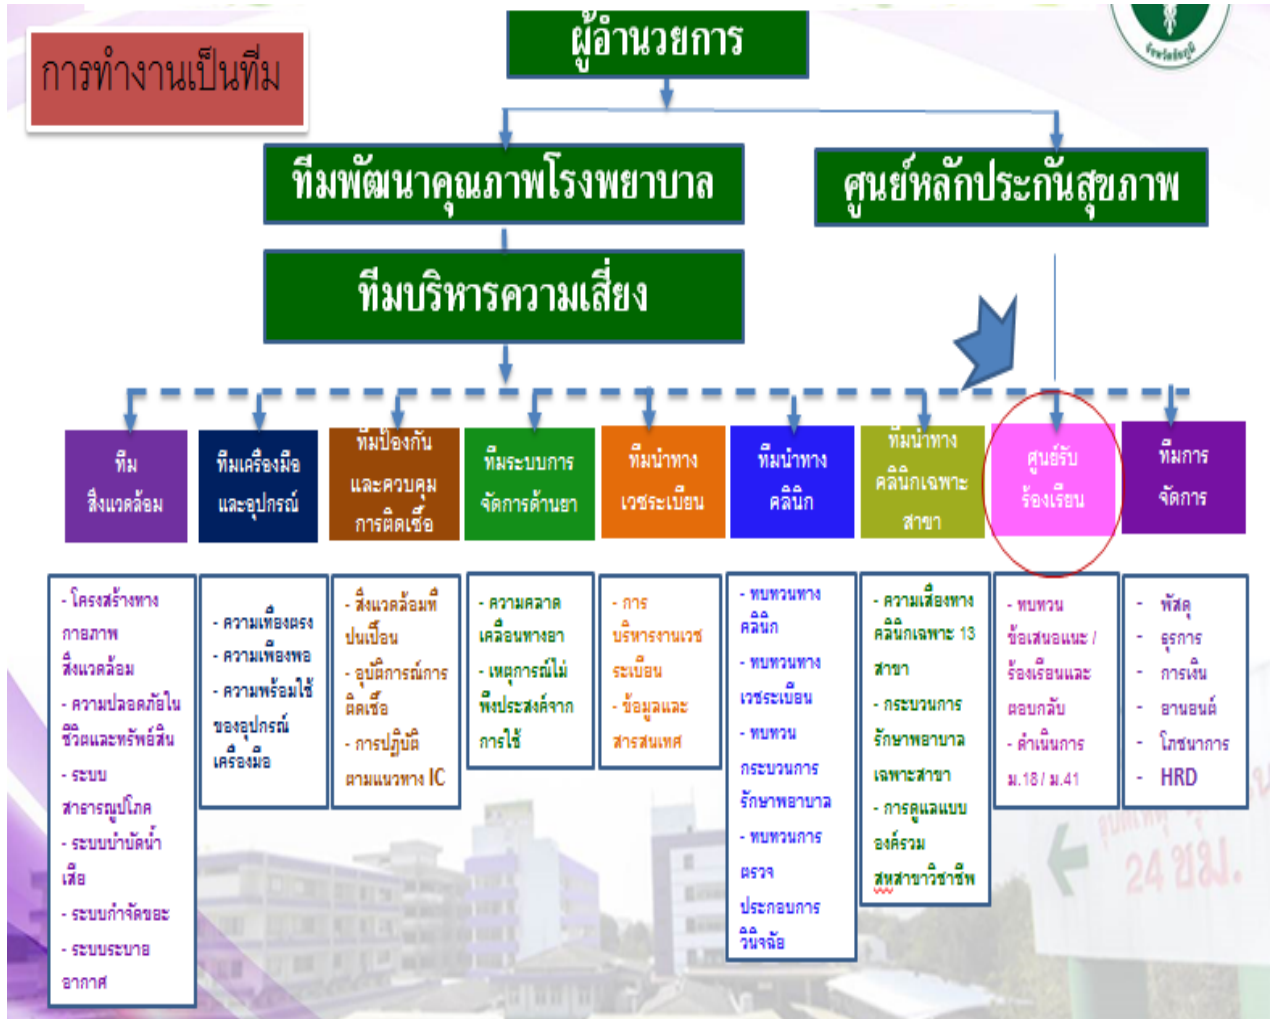 การทำงานเป็นทีม
ผู้อำนวยการ
จังหวัดชัยภูมิ
ทีมพัฒนาคุณภาพโรงพยาบาล
ศูนย์หลักประกันสุขภาพ
ทีมบริหารความเสี่ยง
ทีม
สิ่งแวดล้อม
ทีมเครื่องมือ
และอุปกรณ์
ทีมป้องกัน
และควบคุม
การติดเชื้อ
ทีมระบบการ
จัดการด้านยา
ทีมนำทาง
เวชระเบียน
ทีมนำทาง
คลินิก
ทีมนำทาง
คลินิกเฉพาะ
สาขา
ศูนย์รับ
ร้องเรียน
ทีมการ
จัดการ
- โครงสร้างทาง
กายภาพ
สิ่งแวดล้อม
- ความปลอดภัยใน
ชีวิตและทรัพย์สิน
- ระบบ
สาธารณูปโภค
- ระบบบำบัดน้ำ
เสีย
- ระบบกำจัดขยะ
- ระบบระบาย
อากาศ
- ความเที่ยงตรง
- ความเพียงพอ
- ความพร้อมใช้
ของอุปกรณ์
เครื่องมือ
- สิ่งแวดล้อมที่
ปนเปื้อน
- อุบัติการณ์การ
ติดเชื้อ
- การปฏิบัติ
ตามแนวทาง IC
- ความคลาด
เคลื่อนทางยา
- เหตุการณ์ไม่
พึงประสงค์จาก
การใช้
- การ
บริหารงานเวช
ระเบียน
- ข้อมูลและ
สารสนเทศ
- ทบทวนทาง
คลินิก
- ทบทวนทาง
เวชระเบียน
- ทบทวน
กระบวนการ
รักษาพยาบาล
- ทบทวนการ
ตรวจ
ประกอบการ
วินิจฉัย
- ความเสี่ยงทาง
คลินิกเฉพาะ 13
สาขา
- กระบวนการ
รักษาพยาบาล
เฉพาะสาขา
- การดูแลแบบ
องค์รวม
สหสาขาวิชาชีพ
- ทบทวน
ข้อเสนอแนะ /
ร้องเรียนและ
ตอบกลับ
- ดำเนินการ
ม.18 / ม.41
- พัสดุ
- ธุรการ
- การเงิน
- ยานยนต์
- โภชนาการ
- HRD
24 ชม.